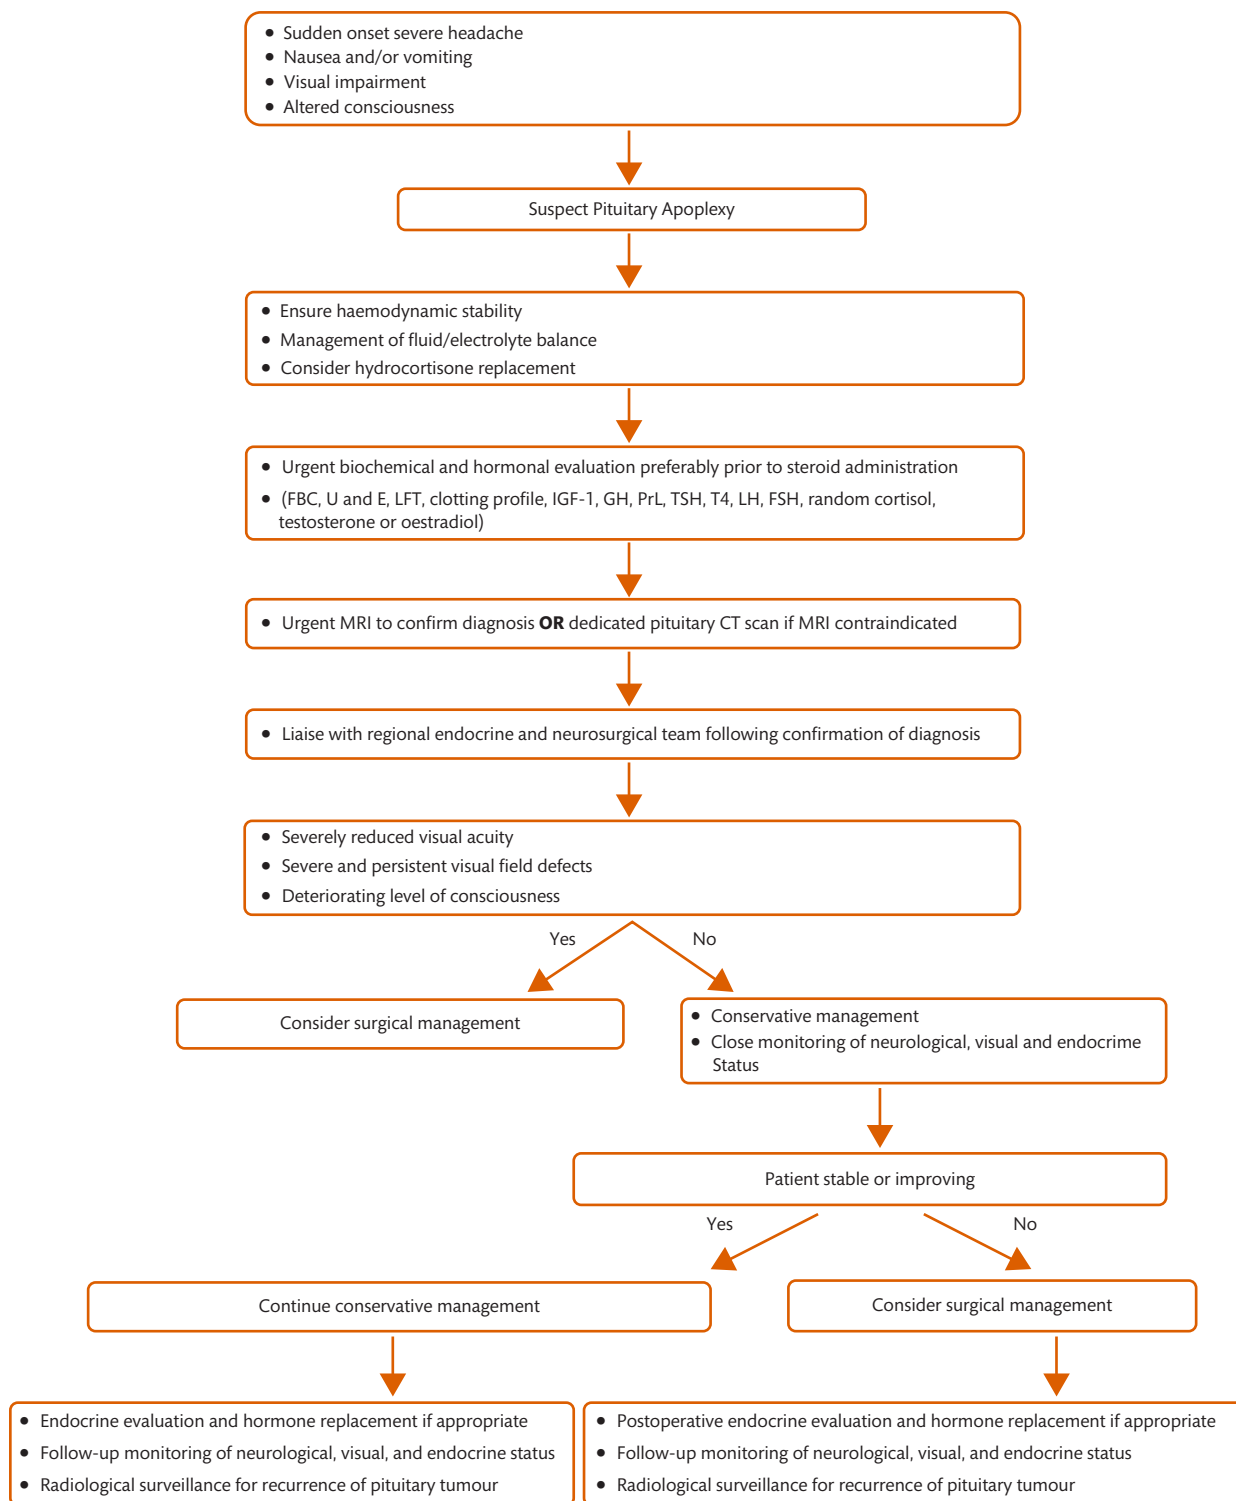 • Sudden onset severe headache
• Nausea and/or vomiting
• Visual impairment
• Altered consciousness
Suspect Pituitary Apoplexy
• Ensure haemodynamic stability
• Management of fluid/electrolyte balance
• Consider hydrocortisone replacement
• Urgent biochemical and hormonal evaluation preferably prior to steroid administration
• (FBC, U and E, LFT, clotting profile, IGF-1, GH, PrL, TSH, T4, LH, FSH, random cortisol,
testosterone or oestradiol)
• Urgent MRI to confirm diagnosis OR dedicated pituitary CT scan if MRI contraindicated
• Liaise with regional endocrine and neurosurgical team following confirmation of diagnosis
• Severely reduced visual acuity
• Severe and persistent visual field defects
• Deteriorating level of consciousness
Yes
No
Consider surgical management
• Conservative management
• Close monitoring of neurological, visual and endocrime
Status
Patient stable or improving
Yes
No
Continue conservative management
Consider surgical management
• Endocrine evaluation and hormone replacement if appropriate
• Follow-up monitoring of neurological, visual, and endocrine status
• Radiological surveillance for recurrence of pituitary tumour
• Postoperative endocrine evaluation and hormone replacement if appropriate
• Follow-up monitoring of neurological, visual, and endocrine status
• Radiological surveillance for recurrence of pituitary tumour